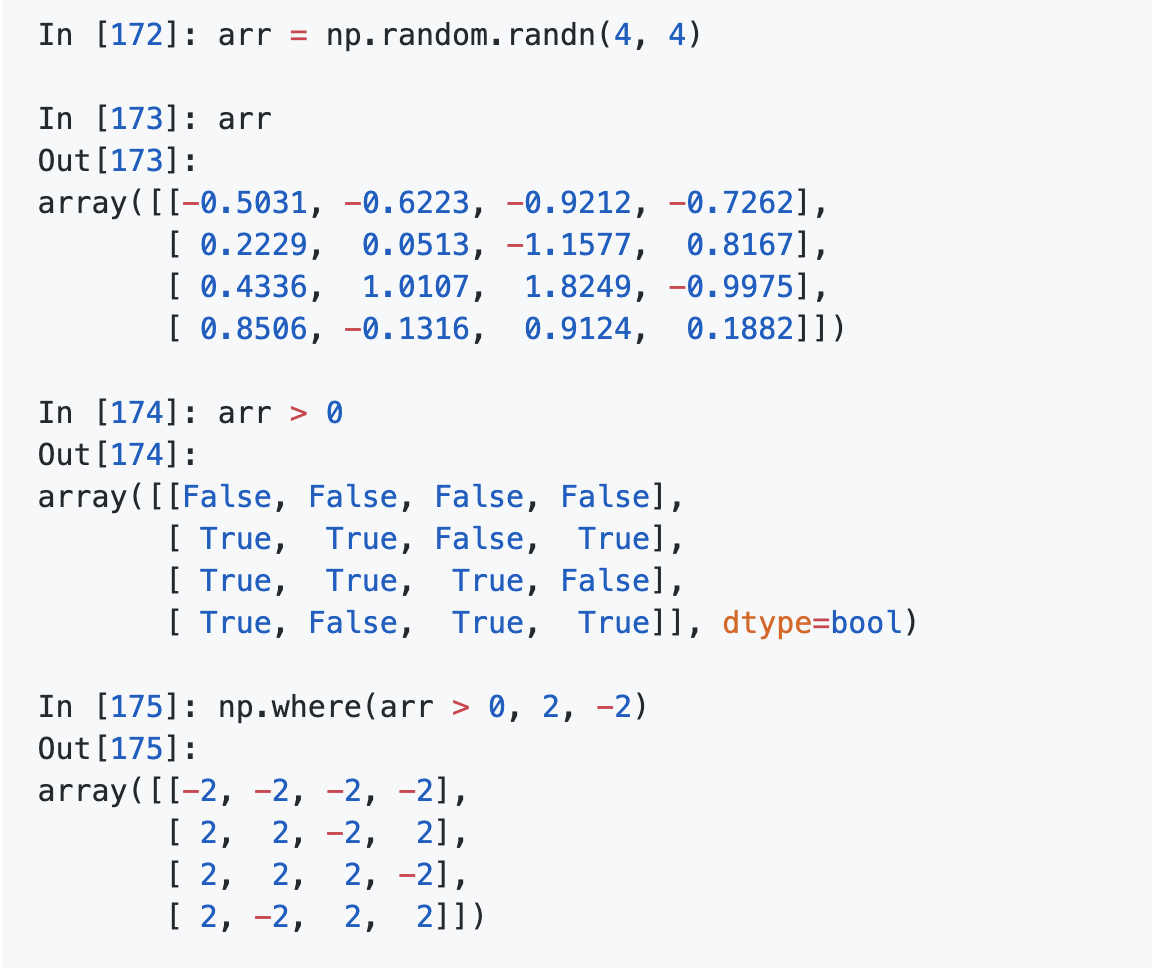 In [172]: arr = np.random.randn(4, 4)
In [173]: arr
Out[173]:
array([[-0.5031, -0.6223, -0.9212, -0.7262],
       [ 0.2229,  0.0513, -1.1577,  0.8167],
       [ 0.4336,  1.0107,  1.8249, -0.9975],
       [ 0.8506, -0.1316,  0.9124,  0.1882]])
In [174]: arr > 0
Out[174]:
array([[False, False, False, False],
       [ True,  True, False,  True],
       [ True,  True,  True, False],
       [ True, False,  True,  True]], dtype=bool)
In [175]: np.where(arr > 0, 2, -2)
Out[175]:
array([[-2, -2, -2, -2],
       [ 2,  2, -2,  2],
       [ 2,  2,  2, -2],
       [ 2, -2,  2,  2]])